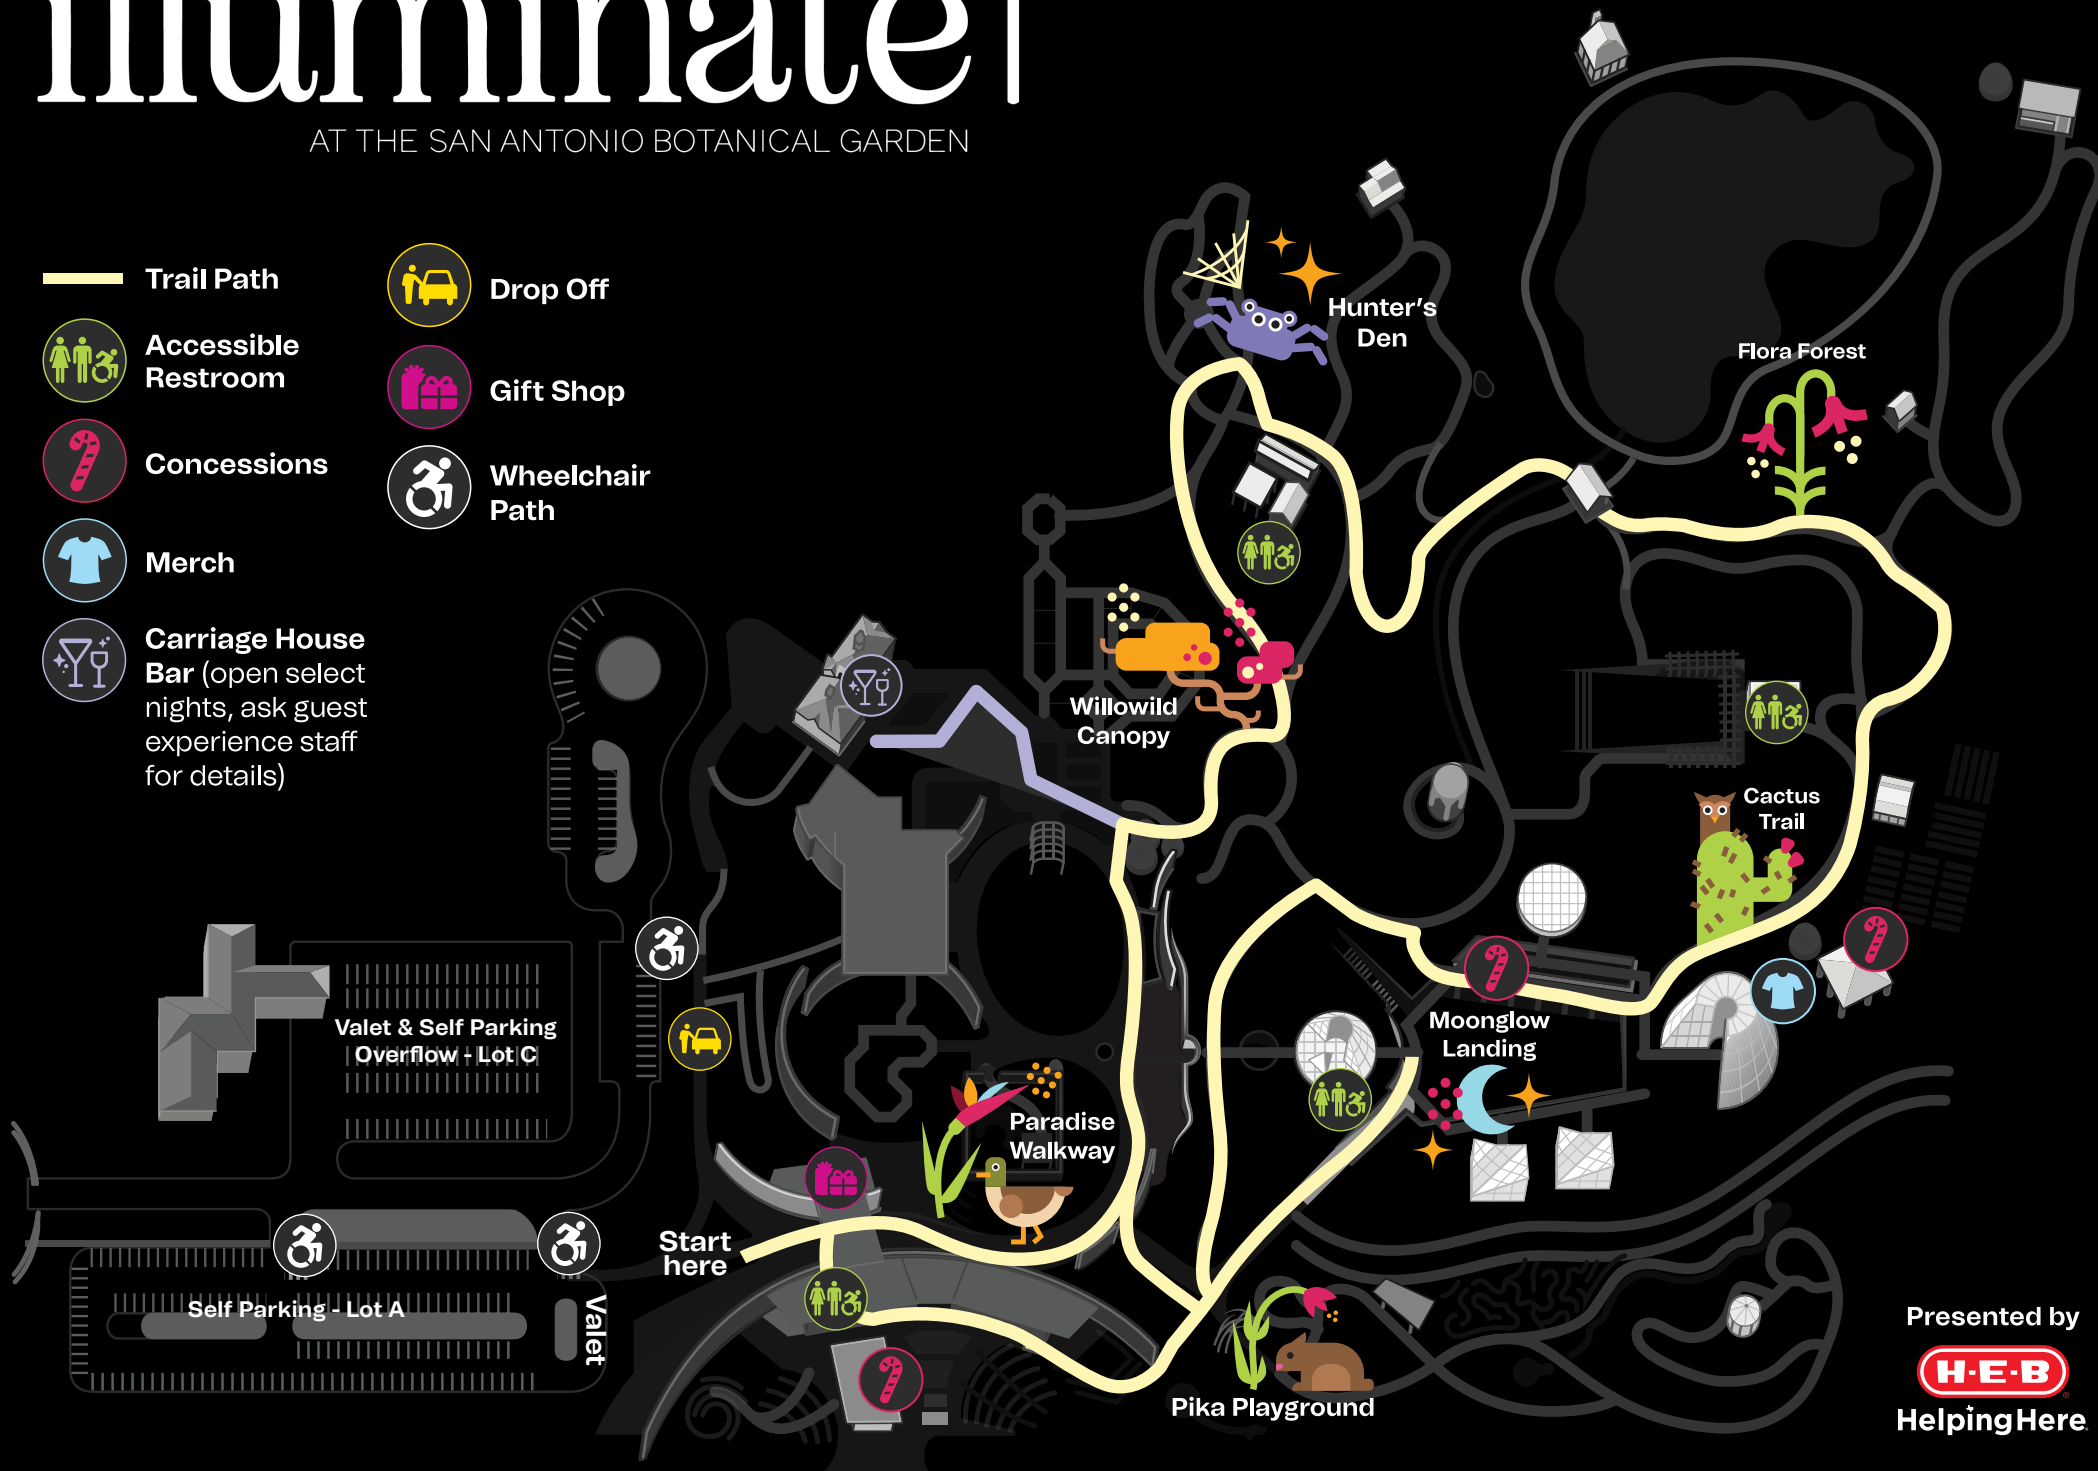 illuminate
AT THE SAN ANTONIO BOTANICAL GARDEN
Trail Path
Accessible
Restroom
Concessions
Merch
Carriage House
Bar (open select
nights, ask guest
experience staff
for details)
Drop Off
Gift Shop
Wheelchair
Path
Hunter's
Den
Flora Forest
Willowild
Canopy
Cactus
Trail
Moonglow
Landing
Paradise
Walkway
Valet & Self Parking
Overflow - Lot C
Start
here
Self Parking - Lot A
Valet
Pika Playground
Presented by
H-E-B
HelpingHere